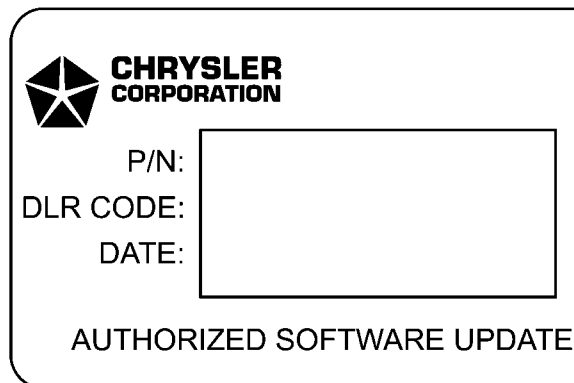 CHRYSLER
CORPORATION
P/N:
DLR CODE:
DATE:
AUTHORIZED SOFTWARE UPDATE